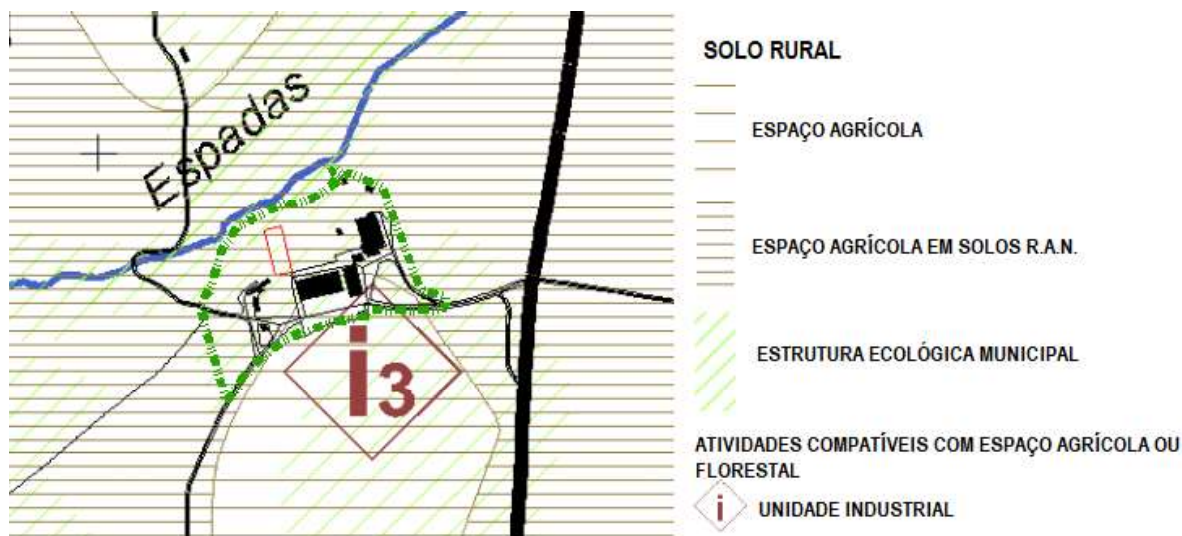 Espadas
i3
SOLO RURAL
ESPAÇO AGRÍCOLA
ESPAÇO AGRÍCOLA EM SOLOS R.A.N.
ESTRUTURA ECOLÓGICA MUNICIPAL
ATIVIDADES COMPATÍVEIS COM ESPAÇO AGRÍCOLA OU
FLORESTAL
i UNIDADE INDUSTRIAL